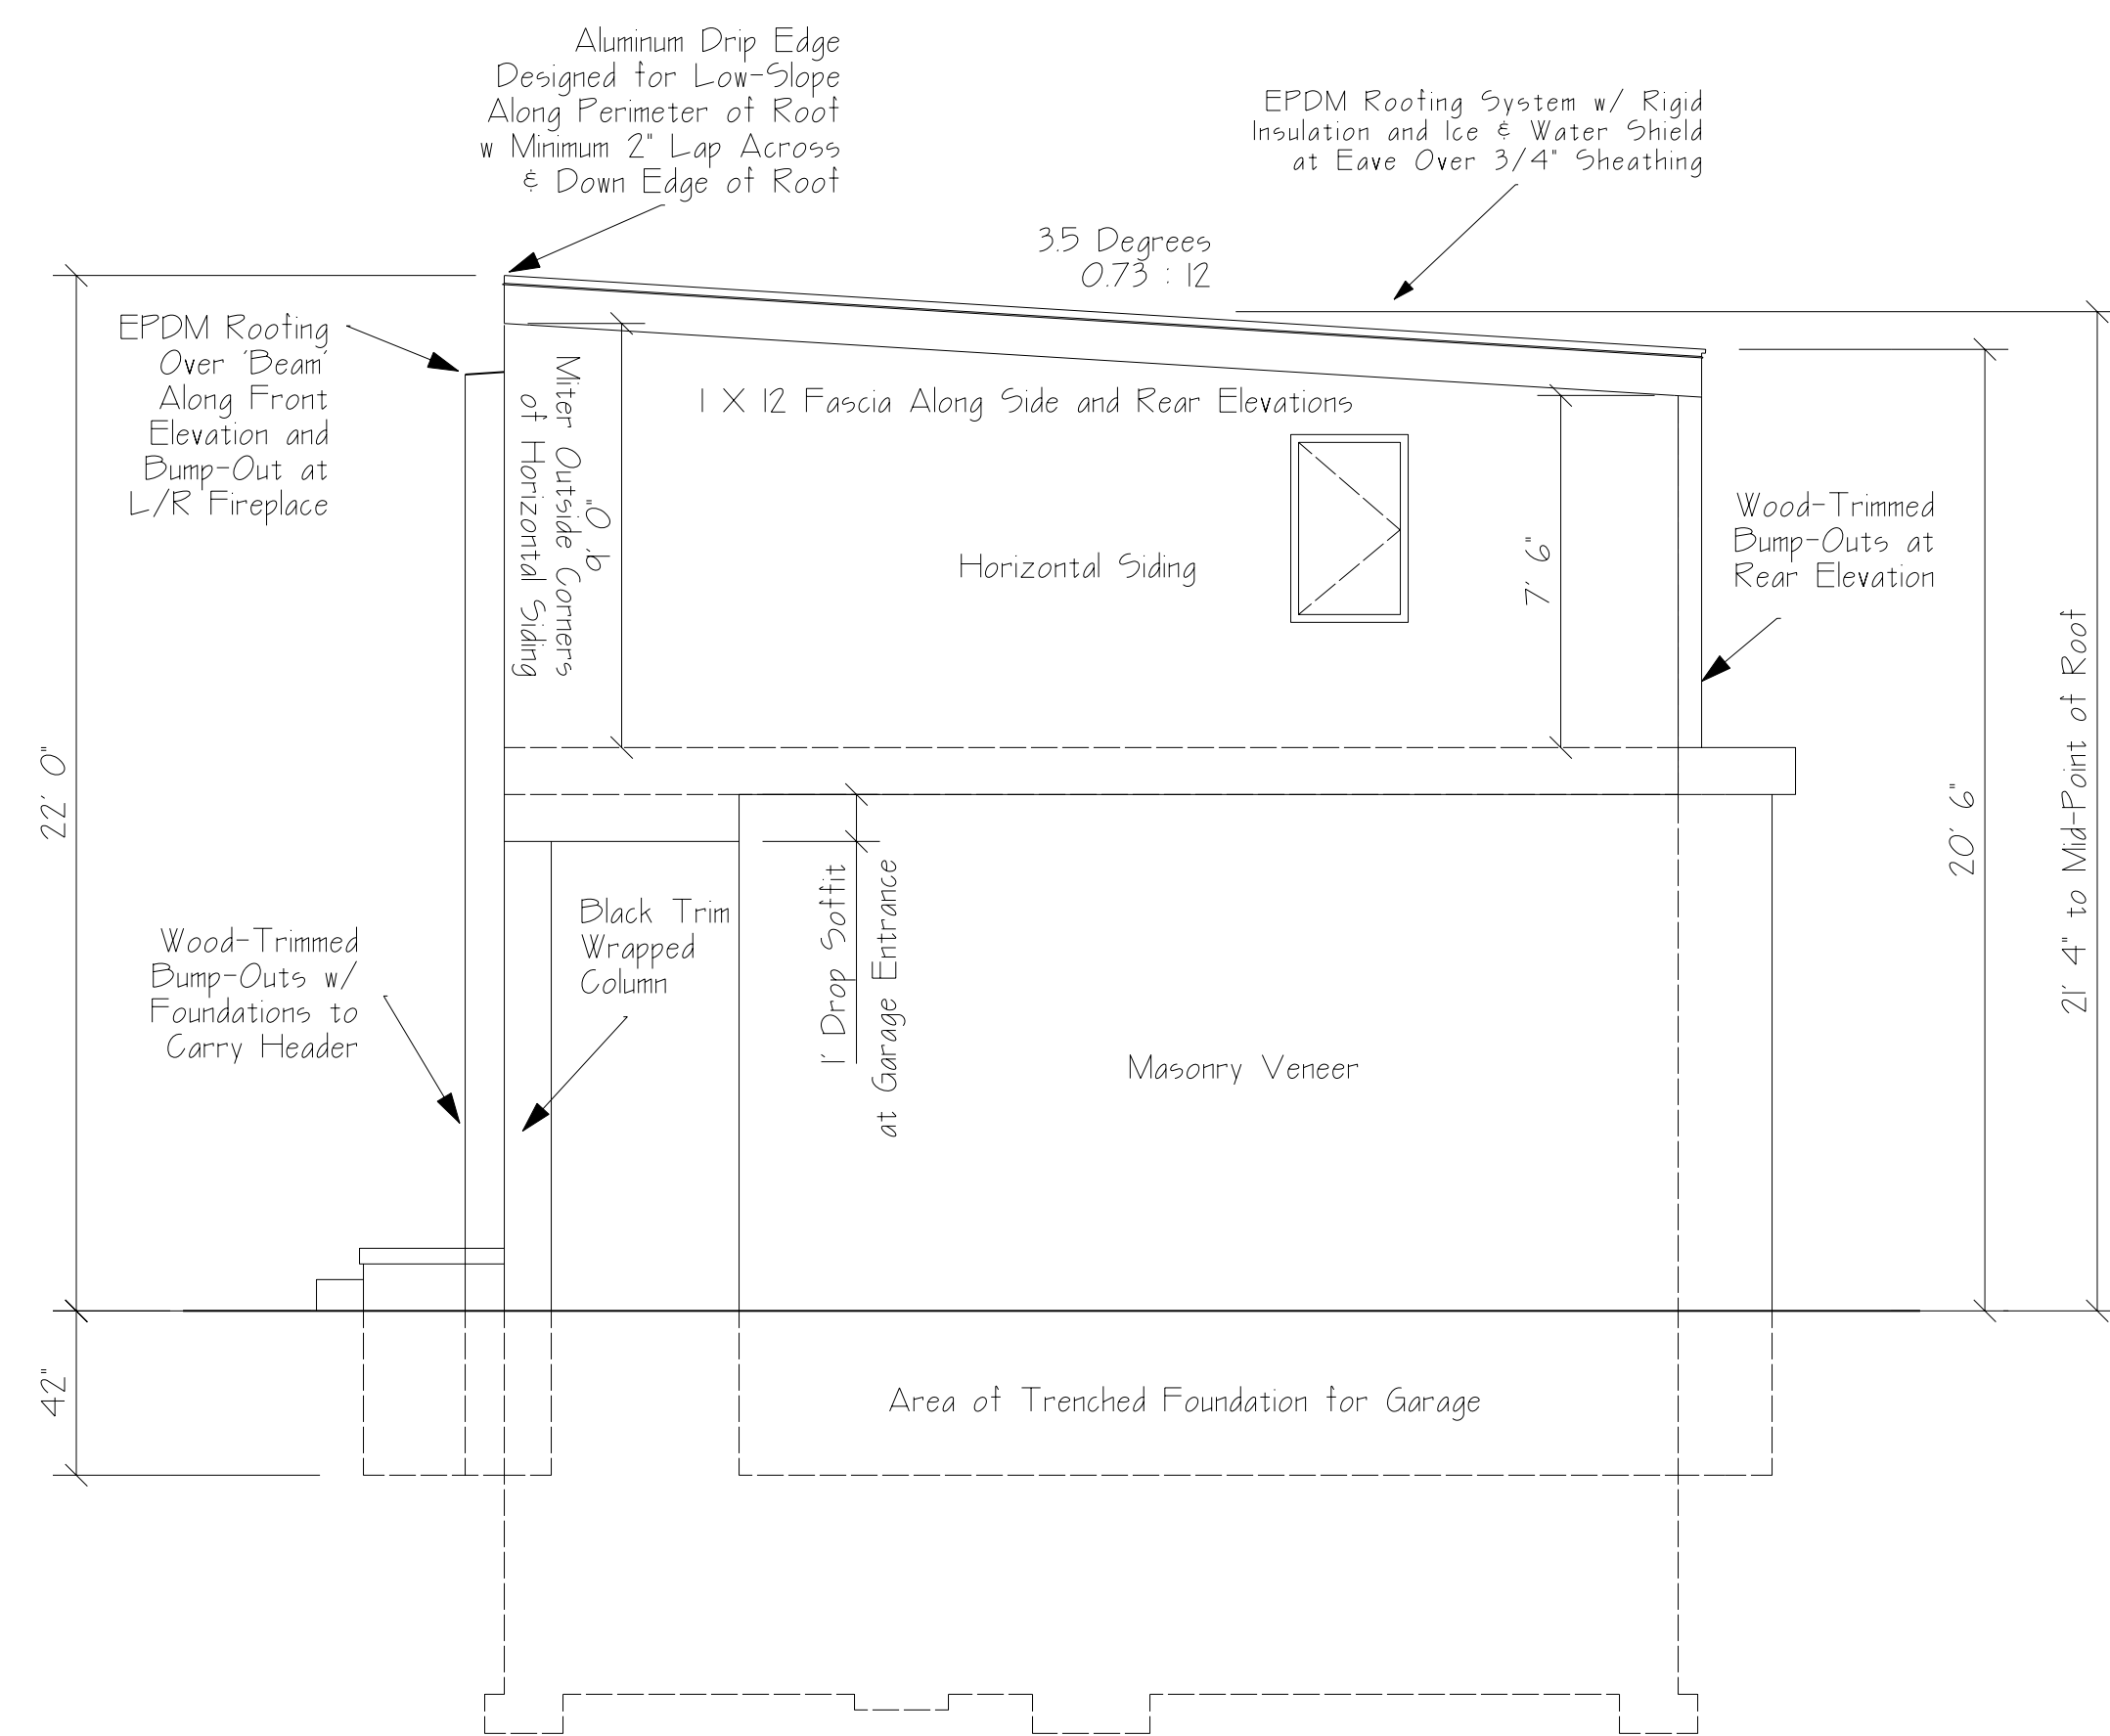 Aluminum Drip Edge
Designed for Low-Slope
Along Perimeter of Roof
w Minimum 2" Lap Across
& Down Edge of Roof
EPDM Roofing System w/ Rigid
Insulation and Ice & Water Shield
at Eave Over 3/4" Sheathing
3.5 Degrees
0.73 : 12
EPDM Roofing
Over 'Beam'
Along Front
Elevation and
Bump-Out at
L/R Fireplace
Miter Outside Corners
of Horizontal Siding
9' 0"
1 X 12 Fascia Along Side and Rear Elevations
Horizontal Siding
7' 6"
Wood-Trimmed
Bump-Outs at
Rear Elevation
22' 0"
20' 6"
21' 4" to Mid-Point of Roof
Wood-Trimmed
Bump-Outs w/
Foundations to
Carry Header
Black Trim
Wrapped
Column
1' Drop Soffit
at Garage Entrance
Masonry Veneer
42"
Area of Trenched Foundation for Garage